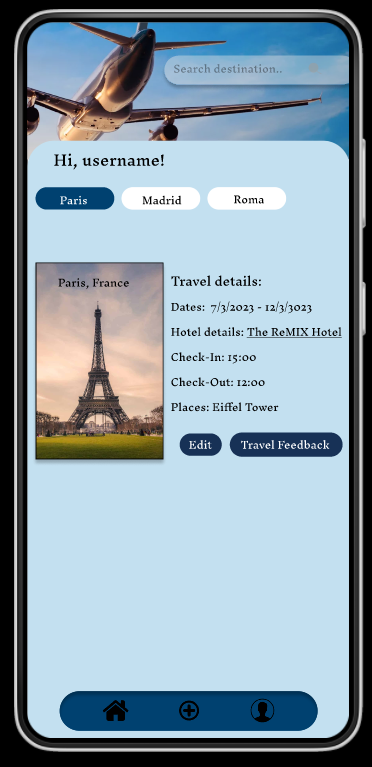 Search destination..
Hi, username!
Paris Madrid Roma
Paris, France
Travel details:
Dates: 7/3/2023 - 12/3/3023
Hotel details: The ReMIX Hotel
Check-In: 15:00
Check-Out: 12:00
Places: Eiffel Tower
Edit Travel Feedback